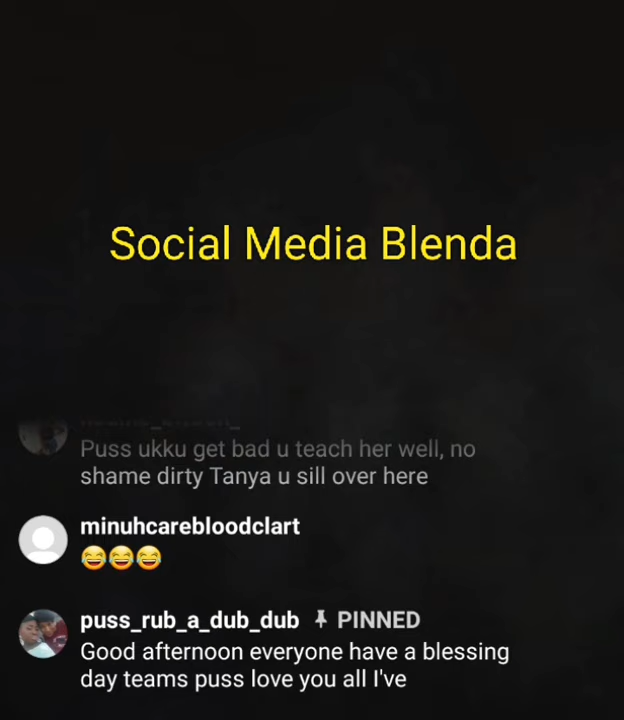 Social Media Blenda
Puss ukku get bad u teach her well, no
shame dirty Tanya u sill over here
minuhcarebloodclart
😂😂😂
puss_rub_a_dub_dub PINNED
Good afternoon everyone have a blessing
day teams puss love you all I've